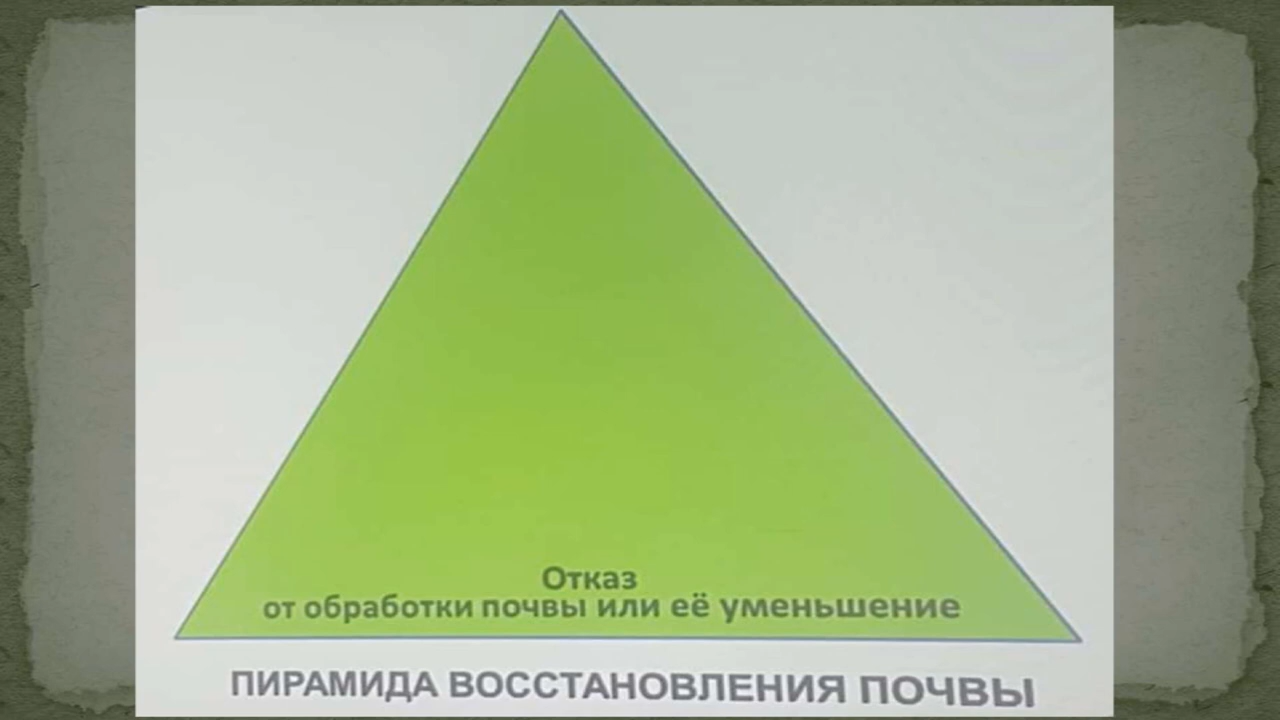 Отказ
от обработки почвы или её уменьшение
ПИРАМИДА ВОССТАНОВЛЕНИЯ ПОЧВЫ